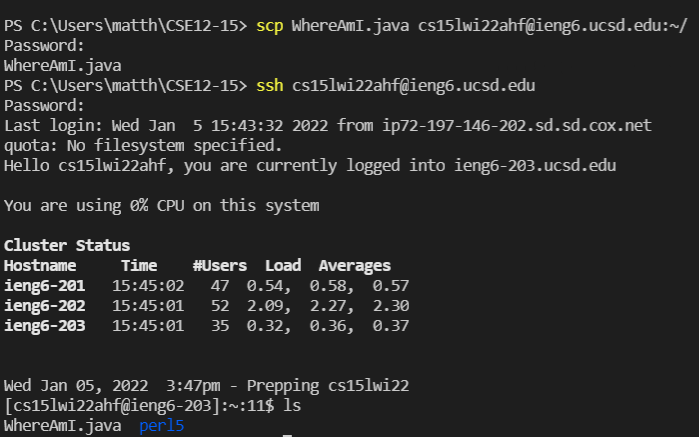 PS C:\Users\matth\CSE12-15> scp WhereAmI.java cs15lwi22ahf@ieng6.ucsd.edu:~/
Password:
WhereAmI.java
PS C:\Users\matth\CSE12-15> ssh cs15lwi22ahf@ieng6.ucsd.edu
Password:
Last login: Wed Jan  5 15:43:32 2022 from ip72-197-146-202.sd.sd.cox.net
quota: No filesystem specified.
Hello cs15lwi22ahf, you are currently logged into ieng6-203.ucsd.edu
You are using 0% CPU on this system
Cluster Status
Hostname     Time    #Users  Load  Averages
ieng6-201   15:45:02   47  0.54,  0.58,  0.57
ieng6-202   15:45:01   52  2.09,  2.27,  2.30
ieng6-203   15:45:01   35  0.32,  0.36,  0.37
Wed Jan 05, 2022  3:47pm - Prepping cs15lwi22
[cs15lwi22ahf@ieng6-203]:~:11$ ls
WhereAmI.java  perl5